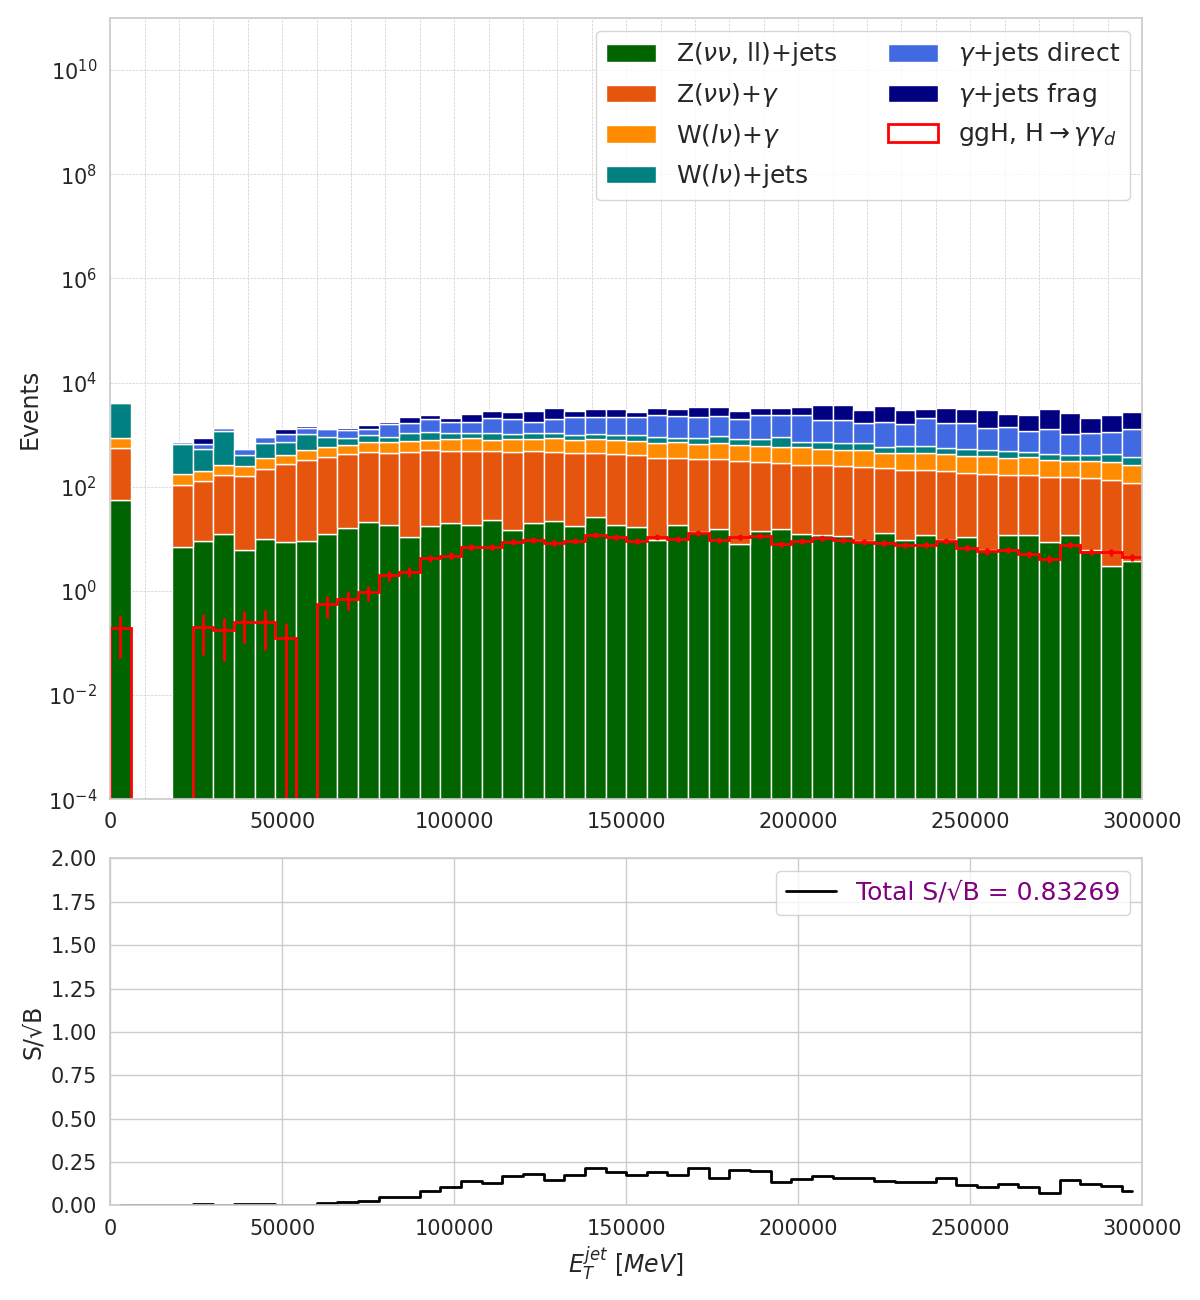 Z(νν, ll)+jets
Z(νν)+γ
W(lν)+γ
W(lν)+jets
γ+jets direct
γ+jets frag
ggH, H→γγ_d
Events
10^10
10^8
10^6
10^4
10^2
10^0
10^−2
10^−4
0 50000 100000 150000 200000 250000 300000
Total S/√B = 0.83269
S/√B
2.00
1.75
1.50
1.25
1.00
0.75
0.50
0.25
0.00
0 50000 100000 150000 200000 250000 300000
E_T^jet [MeV]